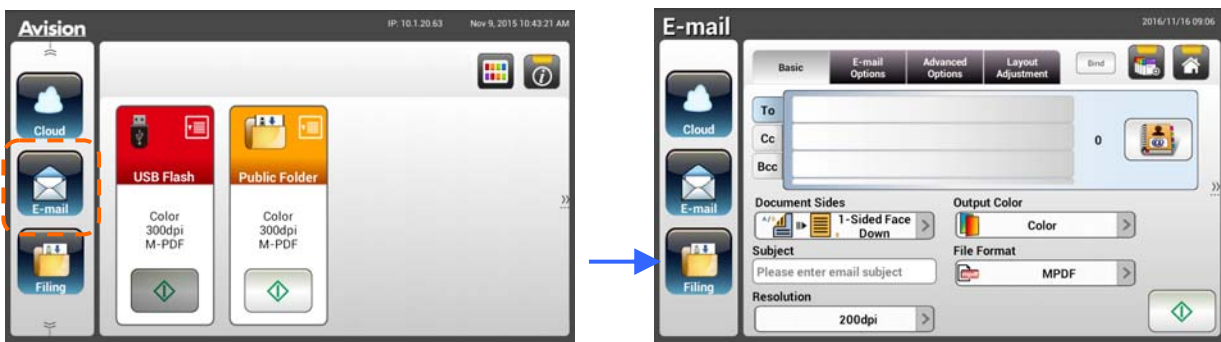 Avision
IP: 10.1.20.63 Nov 9, 2015 10:43:21 AM
Cloud
E-mail
Filing
USB Flash
Color
300dpi
M-PDF
Public Folder
Color
300dpi
M-PDF
E-mail
2016/11/16 09:06
Basic
E-mail
Options
Advanced
Options
Layout
Adjustment
Bind
Cloud
E-mail
Filing
To
Cc
Bcc
0
Document Sides
1-Sided Face
Down
Output Color
Color
Subject
Please enter email subject
File Format
MPDF
Resolution
200dpi